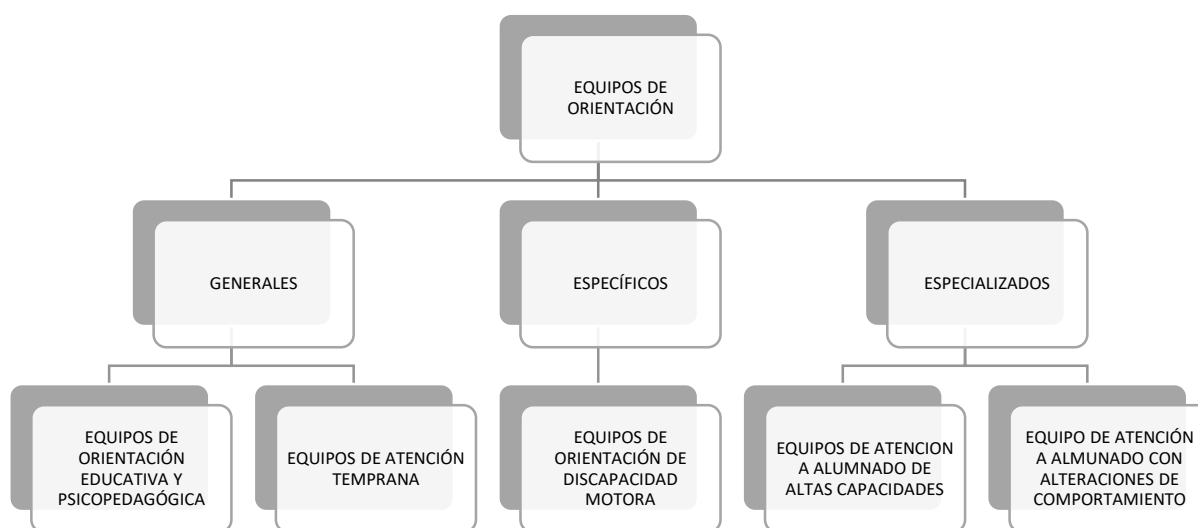 EQUIPOS DE
ORIENTACIÓN
GENERALES
ESPECÍFICOS
ESPECIALIZADOS
EQUIPOS DE
ORIENTACIÓN
EDUCATIVA Y
PSICOPEDAGÓGICA
EQUIPOS DE ATENCIÓN
TEMPRANA
EQUIPOS DE
ORIENTACIÓN DE
DISCAPACIDAD
MOTORA
EQUIPOS DE ATENCION
A ALUMNADO DE
ALTAS CAPACIDADES
EQUIPO DE ATENCIÓN
A ALMUNADO CON
ALTERACIONES DE
COMPORTAMIENTO